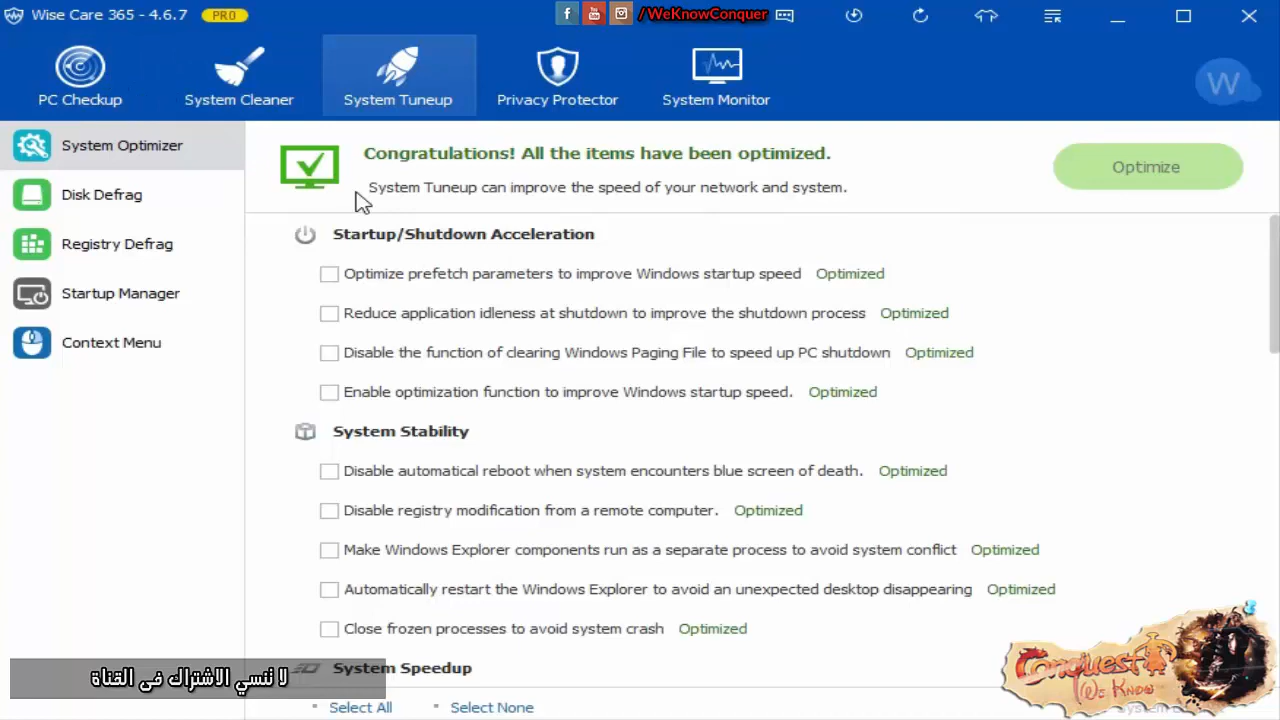 Wise Care 365 - 4.6.7 PRO
/WeKnowConquer
PC Checkup
System Cleaner
System Tuneup
Privacy Protector
System Monitor
W
System Optimizer
Disk Defrag
Registry Defrag
Startup Manager
Context Menu
Congratulations! All the items have been optimized.
System Tuneup can improve the speed of your network and system.
Optimize
Startup/Shutdown Acceleration
Optimize prefetch parameters to improve Windows startup speed Optimized
Reduce application idleness at shutdown to improve the shutdown process Optimized
Disable the function of clearing Windows Paging File to speed up PC shutdown Optimized
Enable optimization function to improve Windows startup speed. Optimized
System Stability
Disable automatical reboot when system encounters blue screen of death. Optimized
Disable registry modification from a remote computer. Optimized
Make Windows Explorer components run as a separate process to avoid system conflict Optimized
Automatically restart the Windows Explorer to avoid an unexpected desktop disappearing Optimized
Close frozen processes to avoid system crash Optimized
System Speedup
لا ننسي الاشتراك فى القناة
Select All
Select None
Conquest
We Know